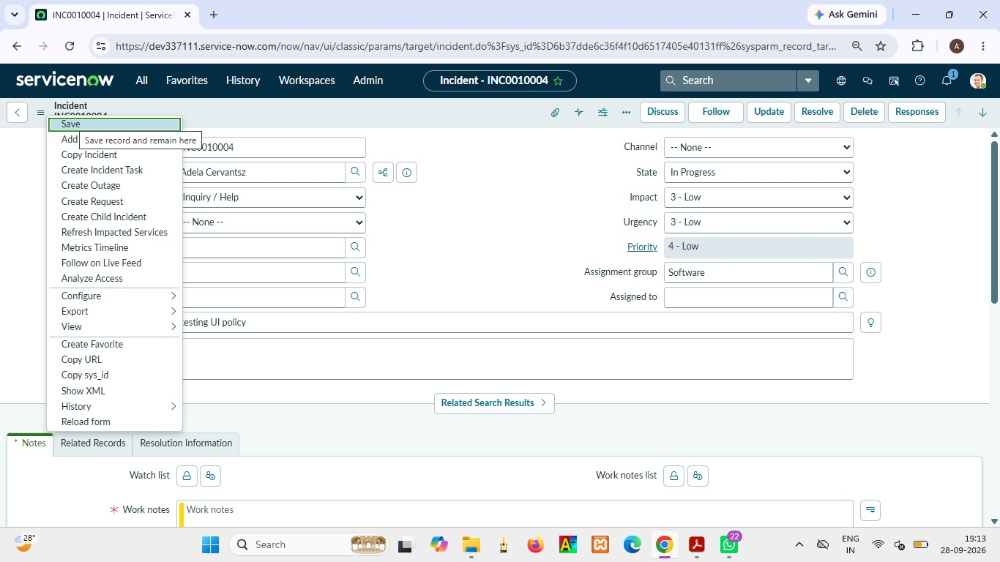 INC0010004 | Incident | Service
Ask Gemini
https://dev337111.service-now.com/now/nav/ui/classic/params/target/incident.do%3Fsys_id%3D6b37dde6c36f4f10d6517405e40131ff%26sysparm_record_tar...
A
servicenow
All
Favorites
History
Workspaces
Admin
Incident - INC0010004
Search
1
Incident
Discuss
Follow
Update
Resolve
Delete
Responses
Save
Add
Save record and remain here
Copy Incident
Create Incident Task
Create Outage
Create Request
Create Child Incident
Refresh Impacted Services
Metrics Timeline
Follow on Live Feed
Analyze Access
Configure
Export
View
Create Favorite
Copy URL
Copy sys_id
Show XML
History
Reload form
Adela Cervantsz
Inquiry / Help
-- None --
Channel
-- None --
State
In Progress
Impact
3 - Low
Urgency
3 - Low
Priority
4 - Low
Assignment group
Software
Assigned to
testing UI policy
Related Search Results
* Notes
Related Records
Resolution Information
Watch list
Work notes list
Work notes
Work notes
28°
Search
22
ENG
IN
19:13
28-09-2026